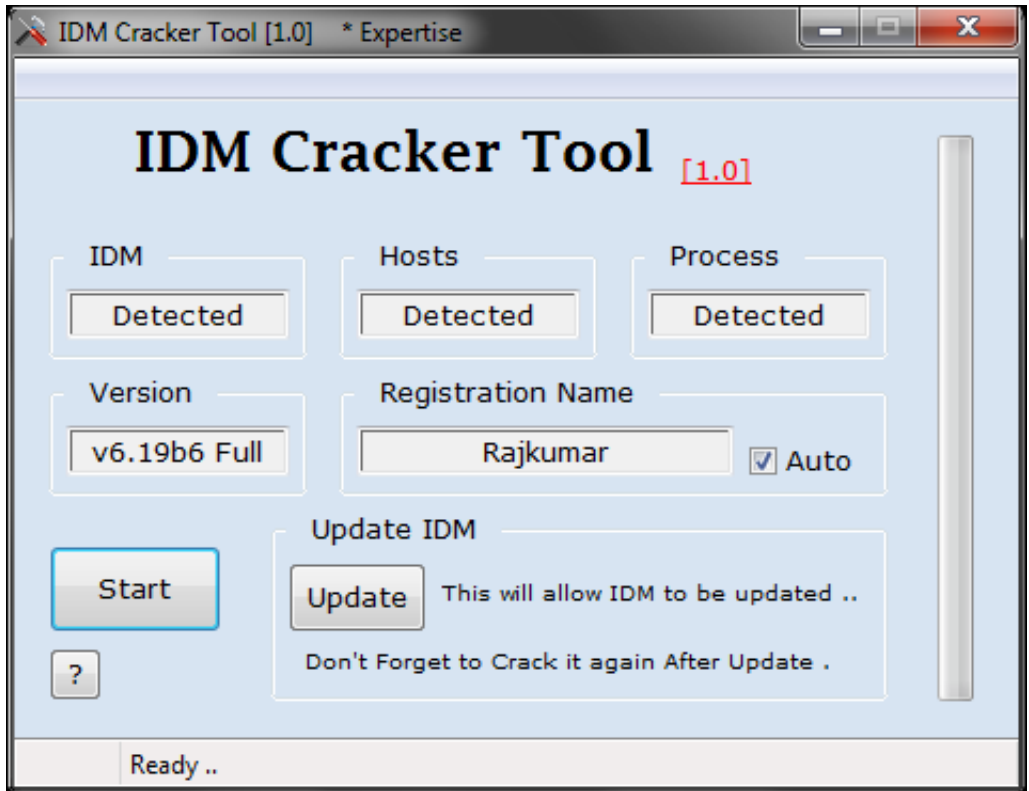 IDM Cracker Tool [1.0] * Expertise
IDM Cracker Tool [1.0]
IDM Hosts Process
Detected Detected Detected
Version Registration Name
v6.19b6 Full Rajkumar Auto
Update IDM
Start Update This will allow IDM to be updated ..
? Don't Forget to Crack it again After Update .
Ready ..